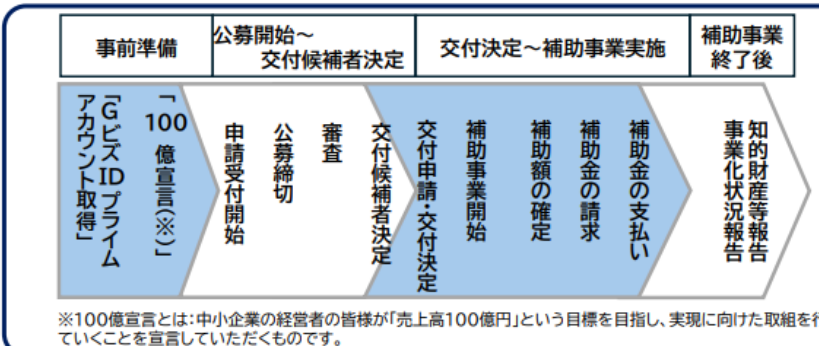 事前準備
公募開始～
交付候補者決定
交付決定～補助事業実施
補助事業
終了後
「GビズIDプライム
アカウント取得」
「100億宣言(※)」
申請受付開始
公募締切
審査
交付候補者決定
交付申請・交付決定
補助事業開始
補助額の確定
補助金の請求
補助金の支払い
知的財産等報告
事業化状況報告
※100億宣言とは:中小企業の経営者の皆様が「売上高100億円」という目標を目指し、実現に向けた取組を行
ていくことを宣言していただくものです。